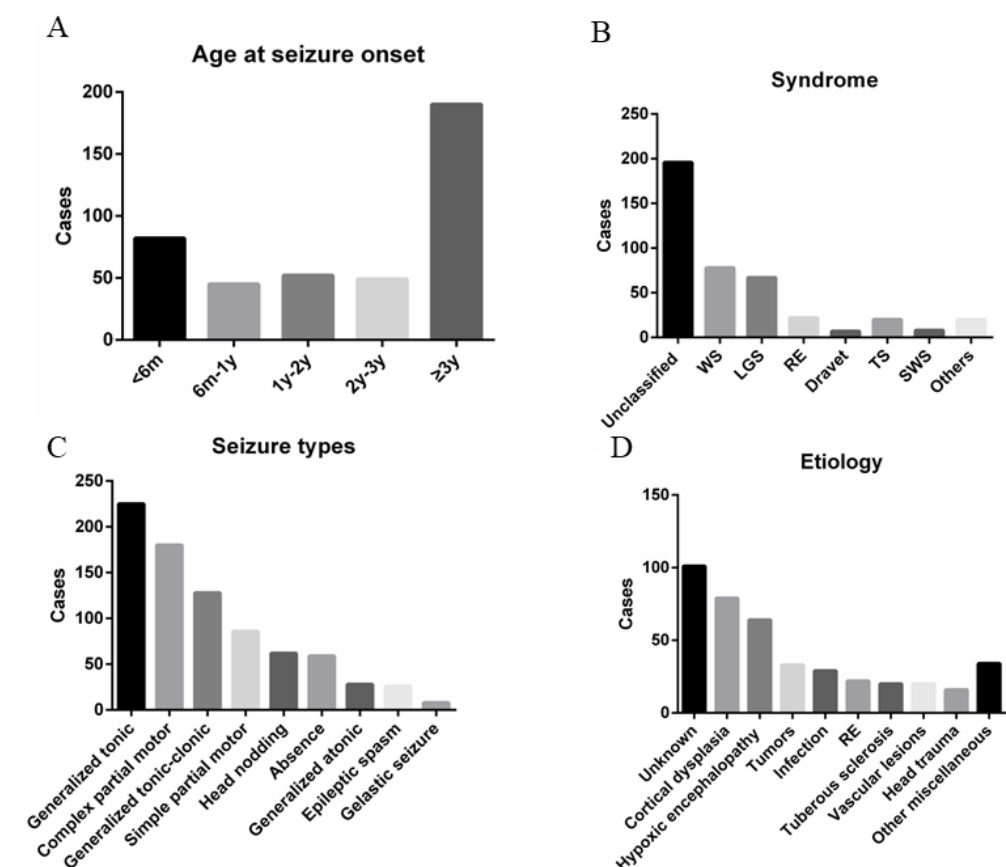 A
Age at seizure onset
200
150
100
50
0
Cases
<6m
6m-1y
1y-2y
2y-3y
≥3y
B
Syndrome
250
200
150
100
50
0
Cases
Unclassified
WS
LGS
RE
Dravet
TS
SWS
Others
C
Seizure types
250
200
150
100
50
0
Cases
Generalized tonic
Complex partial motor
Generalized tonic-clonic
Simple partial motor
Head nodding
Absence
Generalized atonic
Epileptic spasm
Gelastic seizure
D
Etiology
150
100
50
0
Cases
Unknown
Cortical dysplasia
Hypoxic encephalopathy
Tumors
Infection
RE
Tuberous sclerosis
Vascular lesions
Head trauma
Other miscellaneous